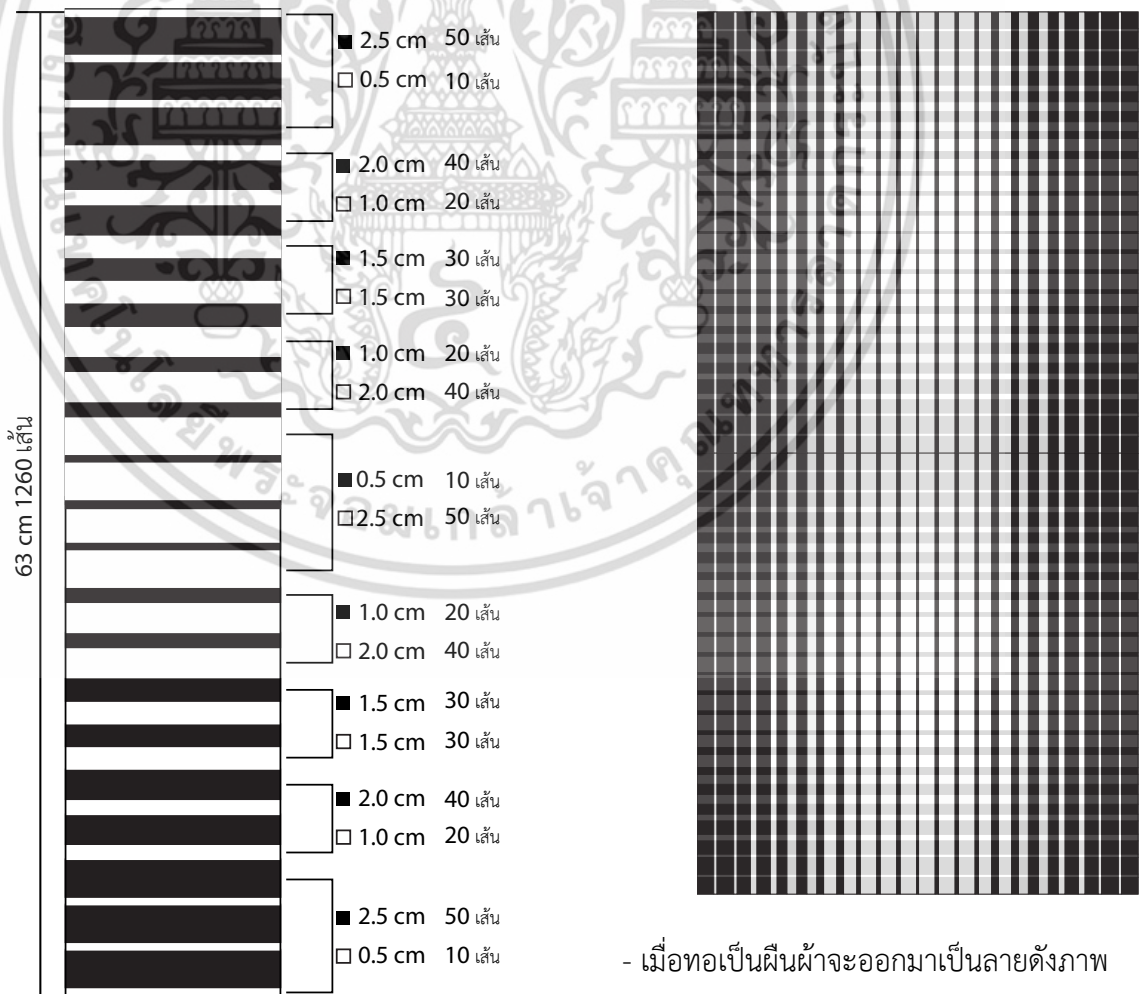 ■ 2.5 cm 50 เส้น
□ 0.5 cm 10 เส้น
■ 2.0 cm 40 เส้น
□ 1.0 cm 20 เส้น
■ 1.5 cm 30 เส้น
□ 1.5 cm 30 เส้น
■ 1.0 cm 20 เส้น
□ 2.0 cm 40 เส้น
■ 0.5 cm 10 เส้น
□ 2.5 cm 50 เส้น
■ 1.0 cm 20 เส้น
□ 2.0 cm 40 เส้น
■ 1.5 cm 30 เส้น
□ 1.5 cm 30 เส้น
■ 2.0 cm 40 เส้น
□ 1.0 cm 20 เส้น
■ 2.5 cm 50 เส้น
□ 0.5 cm 10 เส้น
63 cm 1260 เส้น
- เมื่อทอเป็นผืนผ้าจะออกมาเป็นลายดังภาพ